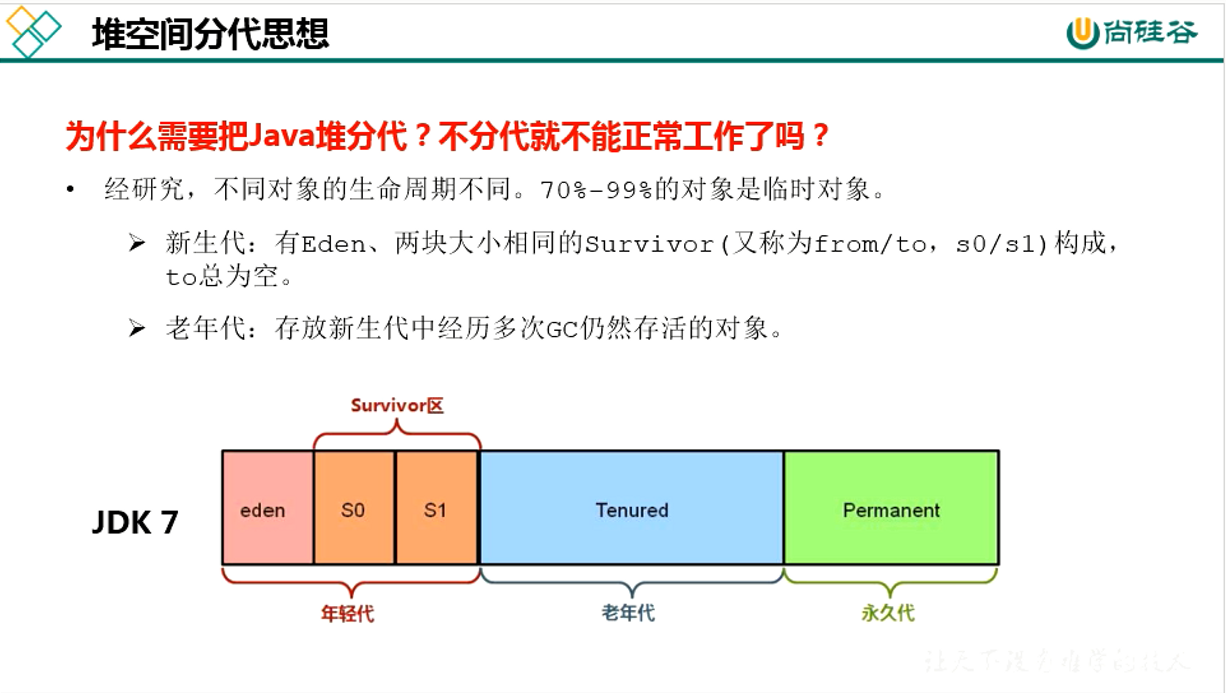 堆空间分代思想
尚硅谷
为什么需要把Java堆分代？不分代就不能正常工作了吗？
• 经研究，不同对象的生命周期不同。70%-99%的对象是临时对象。
➢ 新生代：有Eden、两块大小相同的Survivor(又称为from/to，s0/s1)构成，
to总为空。
➢ 老年代：存放新生代中经历多次GC仍然存活的对象。
Survivor区
JDK 7
eden
S0
S1
Tenured
Permanent
年轻代
老年代
永久代
让天下没有难学的技术